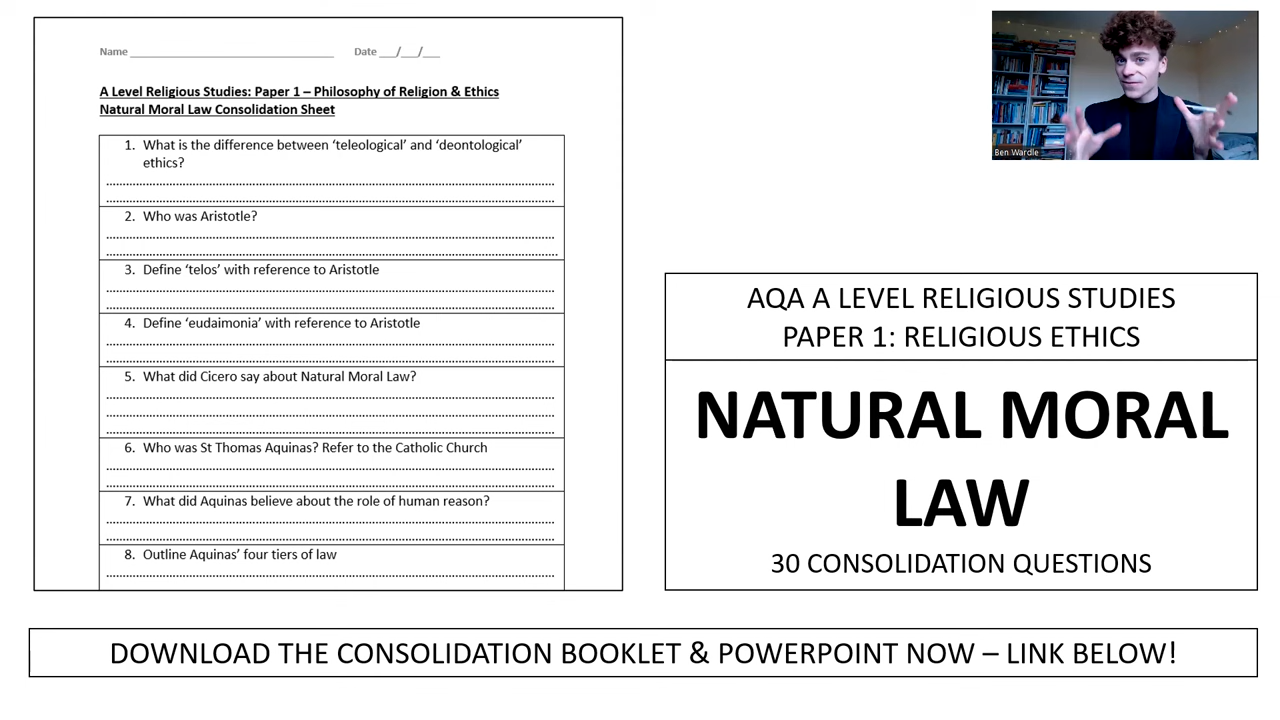 Name ________________________________ Date ___/___/___
A Level Religious Studies: Paper 1 – Philosophy of Religion & Ethics
Natural Moral Law Consolidation Sheet
1. What is the difference between ‘teleological’ and ‘deontological’
ethics?
2. Who was Aristotle?
3. Define ‘telos’ with reference to Aristotle
4. Define ‘eudaimonia’ with reference to Aristotle
5. What did Cicero say about Natural Moral Law?
6. Who was St Thomas Aquinas? Refer to the Catholic Church
7. What did Aquinas believe about the role of human reason?
8. Outline Aquinas’ four tiers of law
Ben Wardle
AQA A LEVEL RELIGIOUS STUDIES
PAPER 1: RELIGIOUS ETHICS
NATURAL MORAL
LAW
30 CONSOLIDATION QUESTIONS
DOWNLOAD THE CONSOLIDATION BOOKLET & POWERPOINT NOW – LINK BELOW!